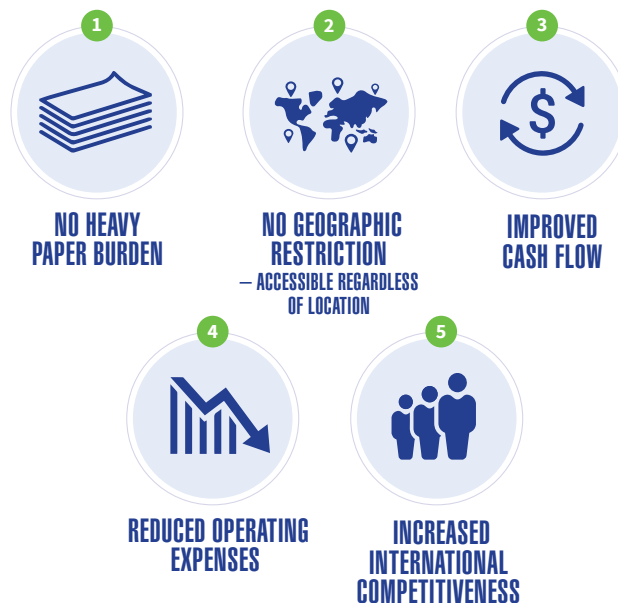 1
NO HEAVY
PAPER BURDEN
2
NO GEOGRAPHIC
RESTRICTION
– ACCESSIBLE REGARDLESS
OF LOCATION
3
$
IMPROVED
CASH FLOW
4
REDUCED OPERATING
EXPENSES
5
INCREASED
INTERNATIONAL
COMPETITIVENESS